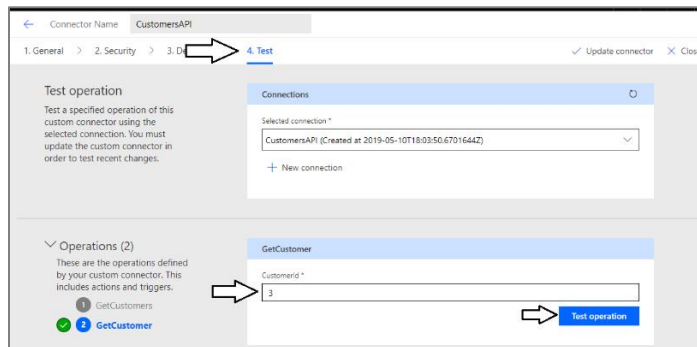 Connector Name CustomersAPI
1. General > 2. Security > 3. De 4. Test Update connector Clos
Test operation
Test a specified operation of this
custom connector using the
selected connection. You must
update the custom connector in
order to test recent changes.
Connections
Selected connection *
CustomersAPI (Created at 2019-05-10T18:03:50.6701644Z)
+ New connection
Operations (2)
These are the operations defined
by your custom connector. This
includes actions and triggers.
1 GetCustomers
2 GetCustomer
GetCustomer
CustomerId *
3
Test operation